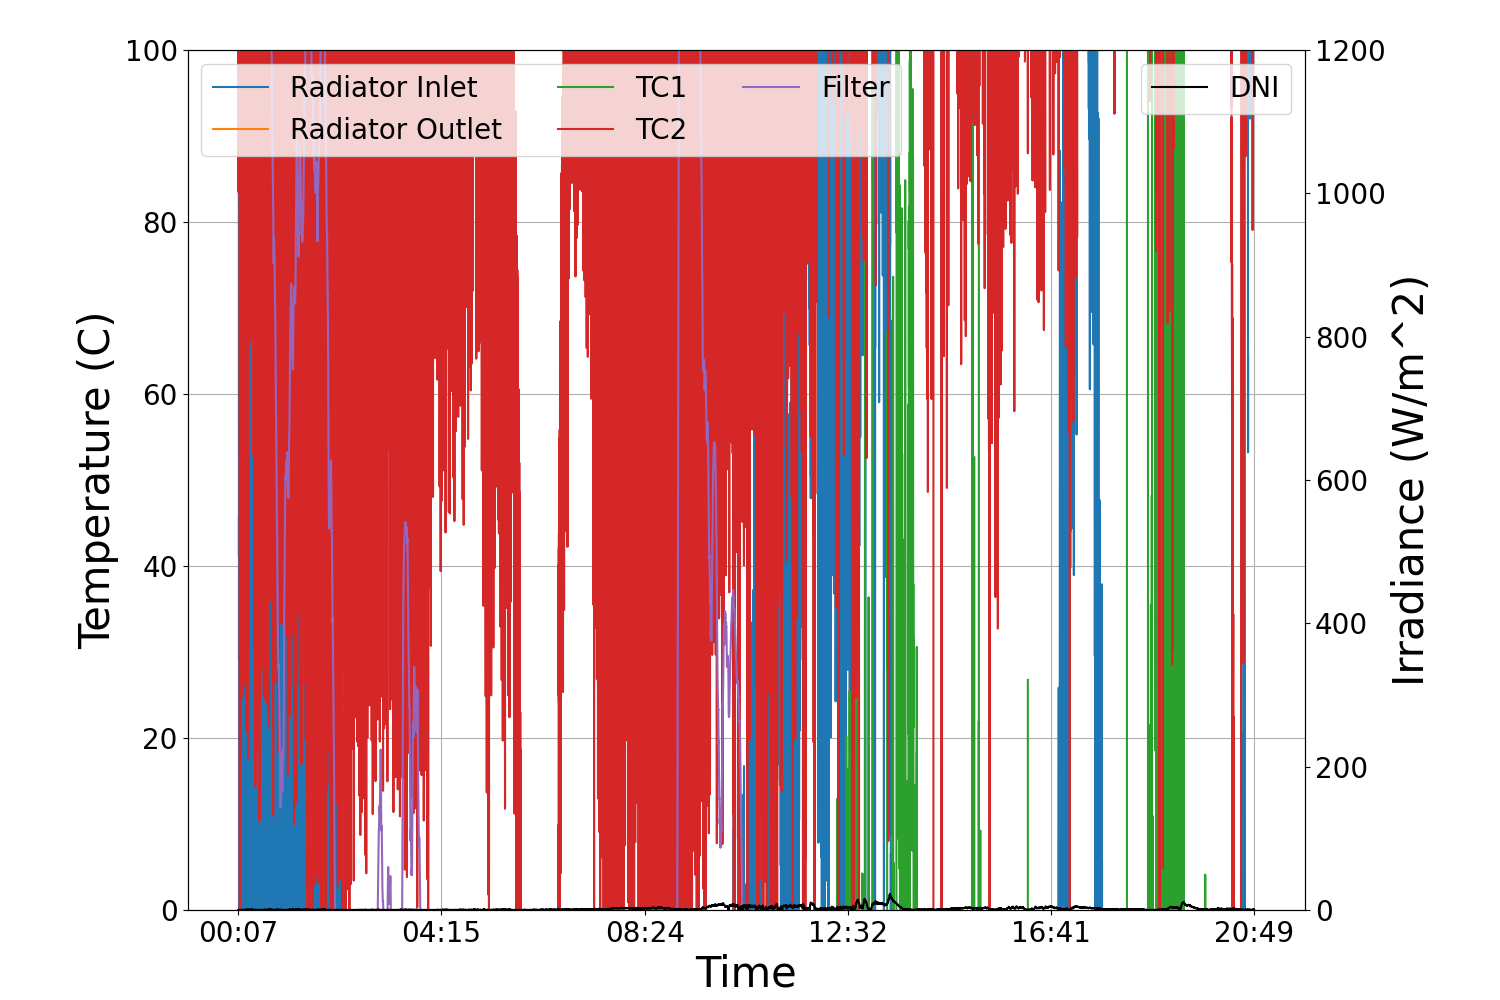 100
80
60
40
20
0
Temperature (C)
Radiator Inlet
Radiator Outlet
TC1
TC2
Filter
DNI
1200
1000
800
600
400
200
0
Irradiance (W/m^2)
00:07 04:15 08:24 12:32 16:41 20:49
Time